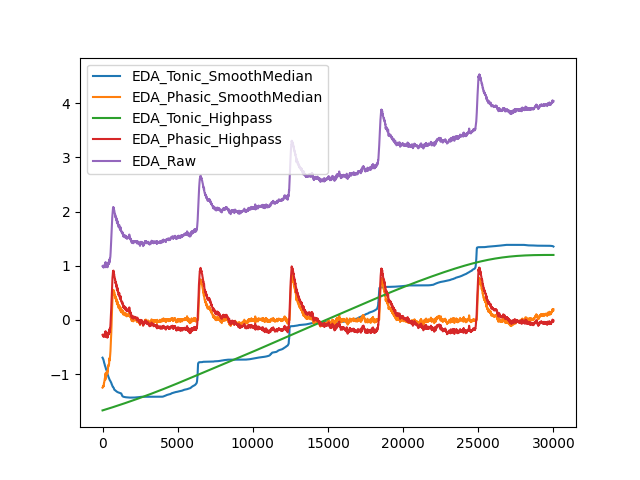 EDA_Tonic_SmoothMedian
EDA_Phasic_SmoothMedian
EDA_Tonic_Highpass
EDA_Phasic_Highpass
EDA_Raw
4
3
2
1
0
−1
0 5000 10000 15000 20000 25000 30000